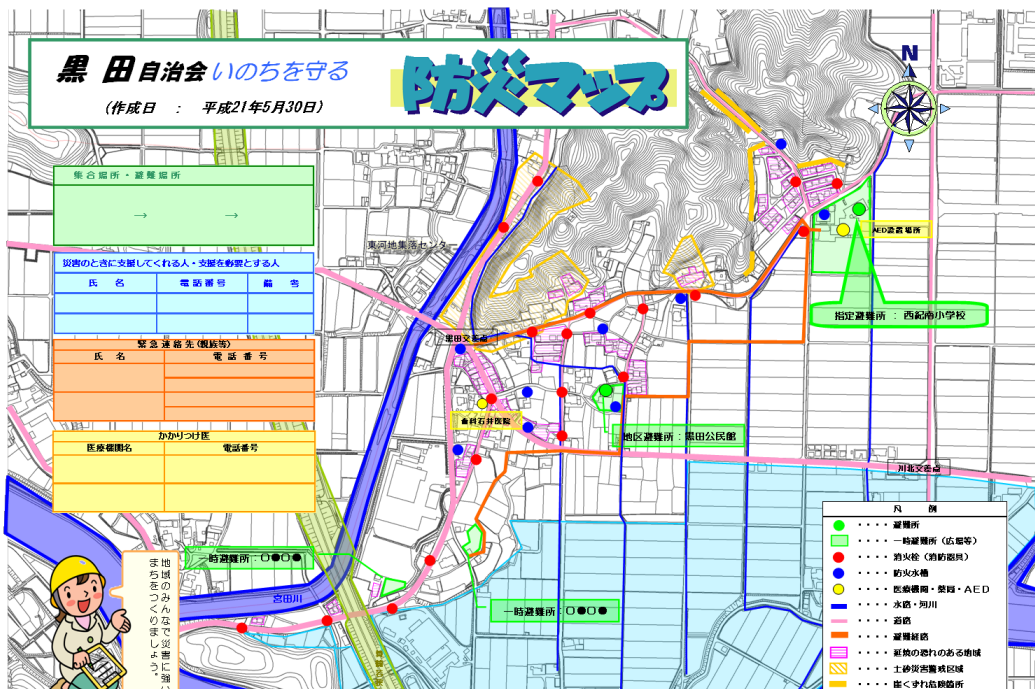 黒田自治会 いのちを守る
防災マップ
(作成日 : 平成21年5月30日)
N
集合場所・避難場所
→ →
災害のときに支援してくれる人・支援を必要とする人
氏 名 電話番号 備 考
緊急連絡先(親族等)
氏 名 電話番号
かかりつけ医
医療機関名 電話番号
東河地集落センター
黒田交差点
歯科石井医院
AED設置場所
指定避難所 : 西紀南小学校
地区避難所:黒田公民館
川北交差点
一時避難所:○●○●
一時避難所:○●○●
宮田川
地域のみんなで災害に強い
まちをつくりましょう。
凡 例
・・・・避難所
・・・・一時避難所(広場等)
・・・・消火栓(消防器具)
・・・・防火水槽
・・・・医療機関・薬局・AED
・・・・水路・河川
・・・・道路
・・・・避難経路
・・・・延焼の恐れのある地域
・・・・土砂災害警戒区域
・・・・崖くずれ危険箇所